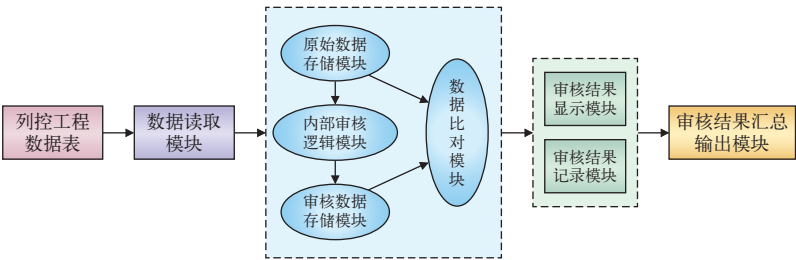 列控工程
数据表
数据读取
模块
原始数据
存储模块
内部审核
逻辑模块
审核数据
存储模块
数
据
比
对
模
块
审核结果
显示模块
审核结果
记录模块
审核结果汇总
输出模块